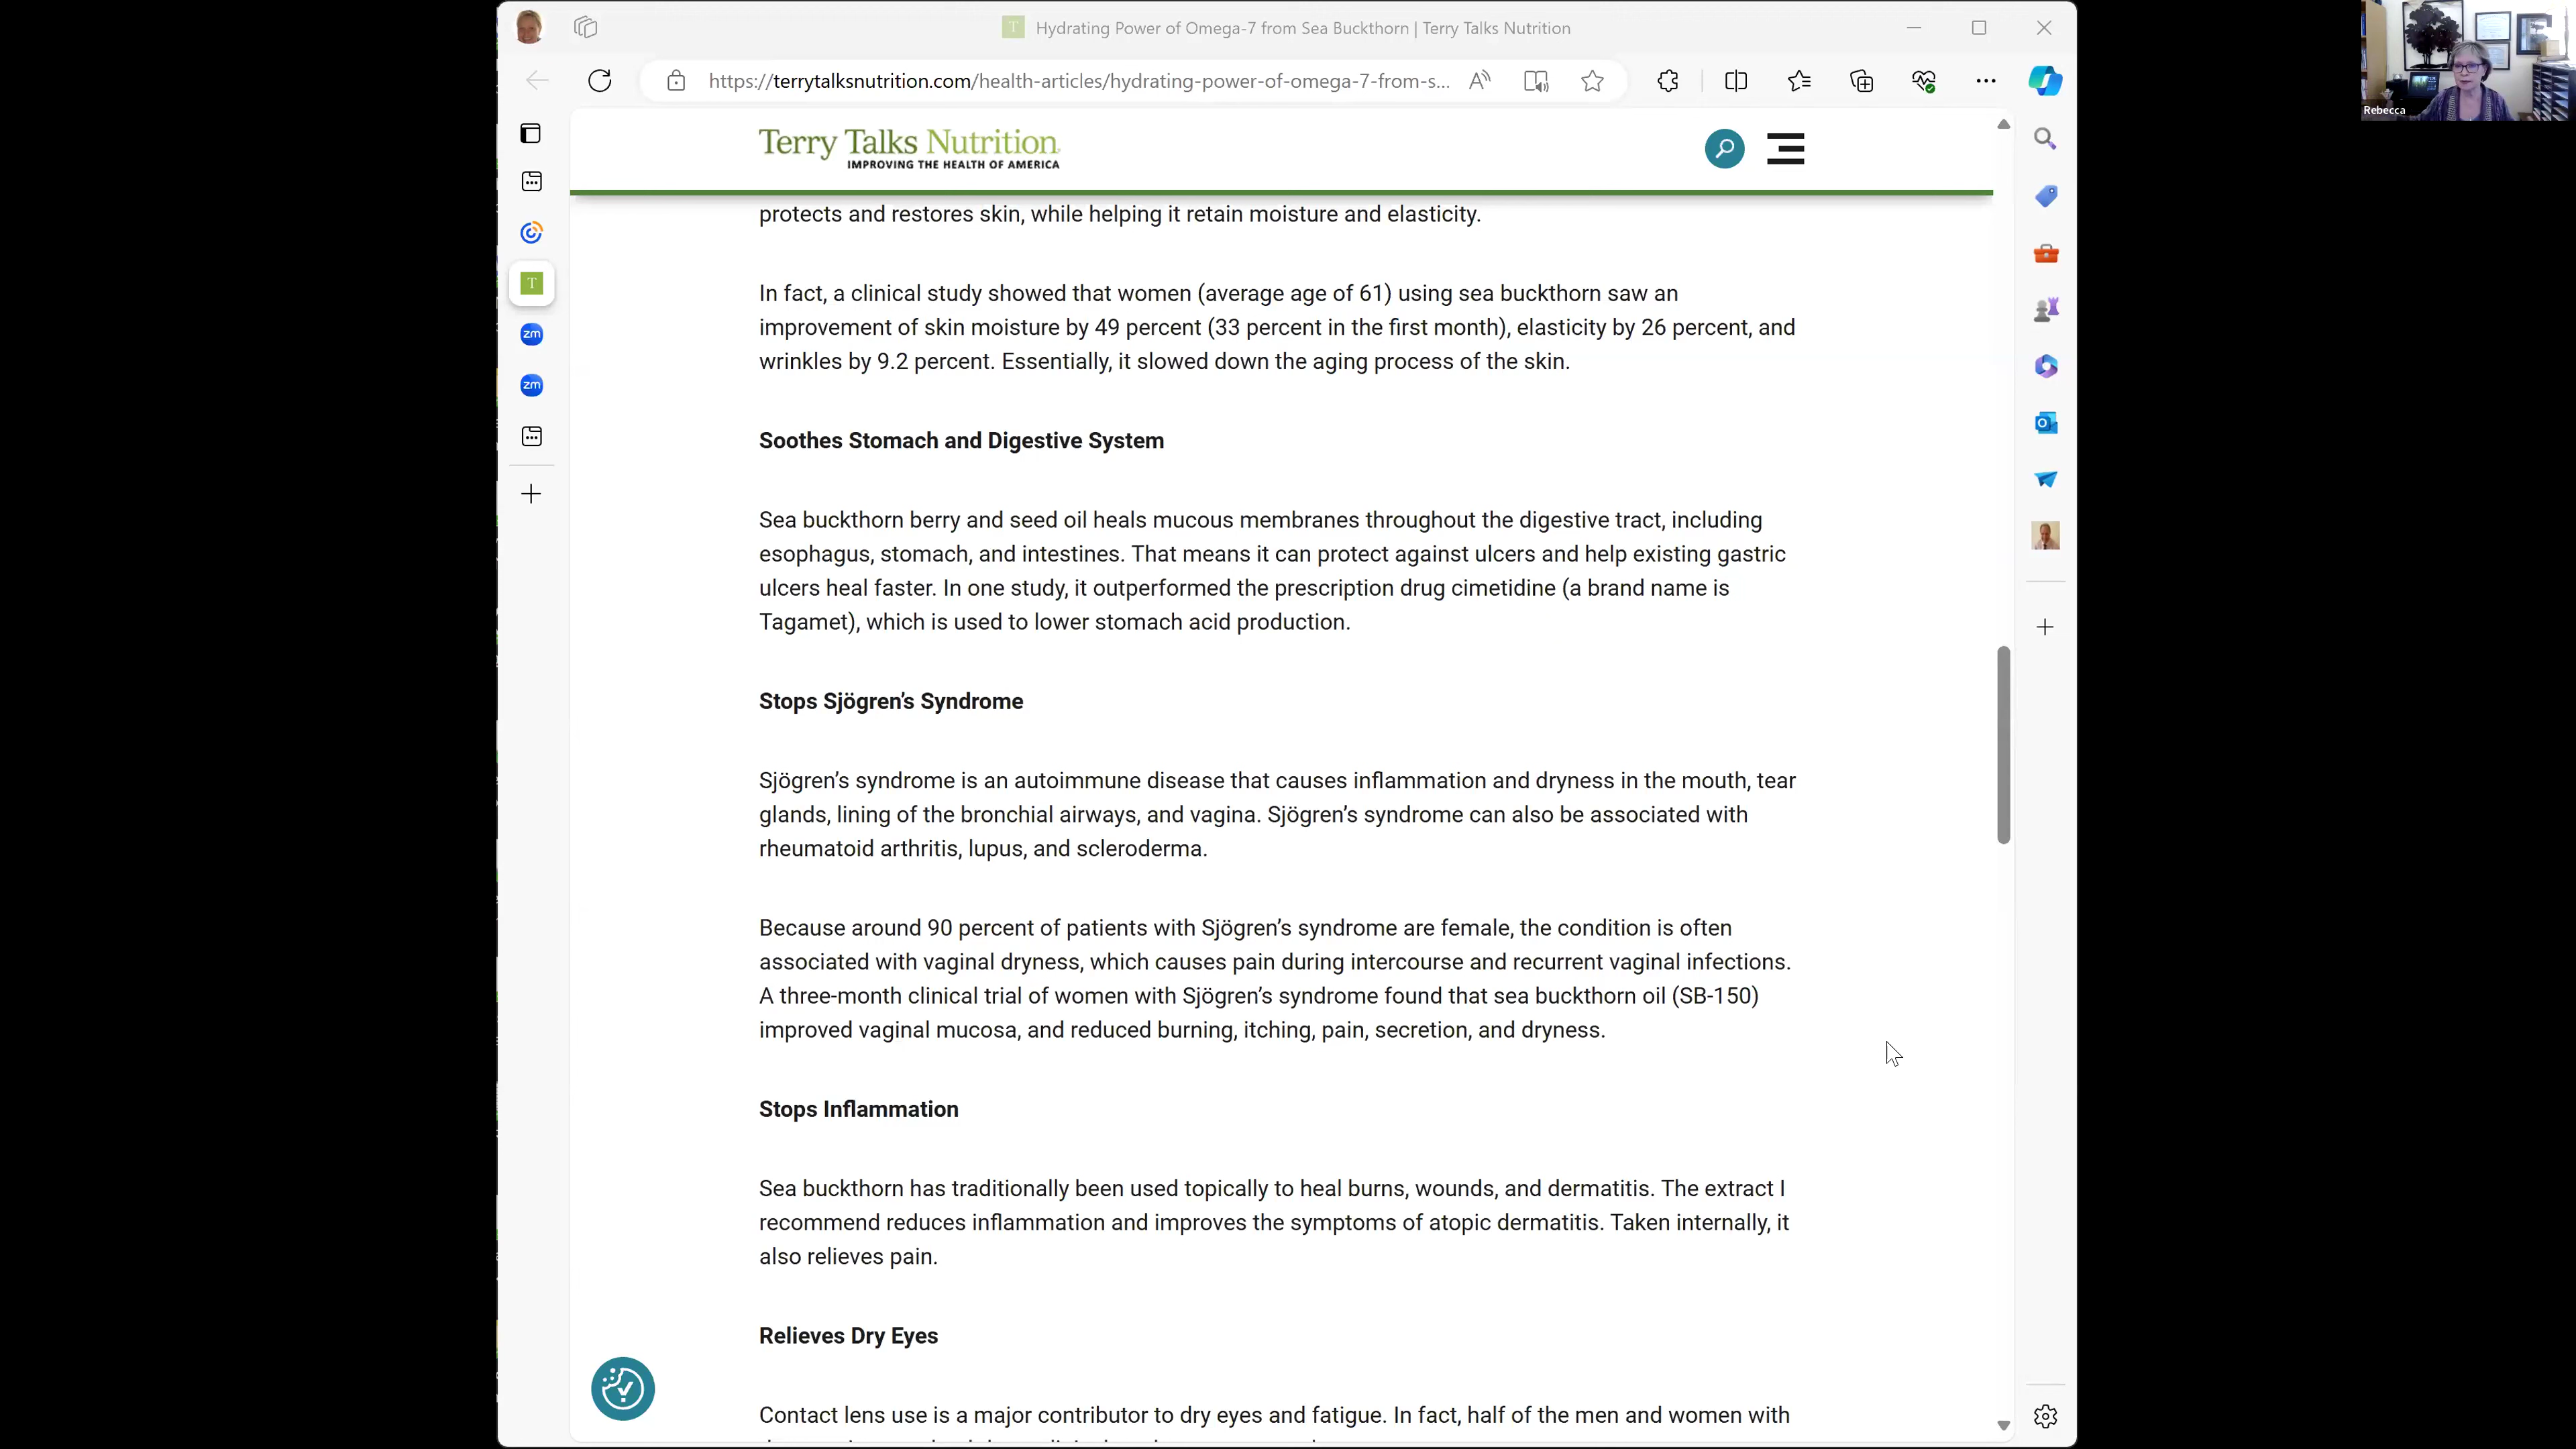 Hydrating Power of Omega-7 from Sea Buckthorn | Terry Talks Nutrition
https://terrytalksnutrition.com/health-articles/hydrating-power-of-omega-7-from-s...
Rebecca
Terry Talks Nutrition
IMPROVING THE HEALTH OF AMERICA
protects and restores skin, while helping it retain moisture and elasticity.
In fact, a clinical study showed that women (average age of 61) using sea buckthorn saw an
improvement of skin moisture by 49 percent (33 percent in the first month), elasticity by 26 percent, and
wrinkles by 9.2 percent. Essentially, it slowed down the aging process of the skin.
Soothes Stomach and Digestive System
Sea buckthorn berry and seed oil heals mucous membranes throughout the digestive tract, including
esophagus, stomach, and intestines. That means it can protect against ulcers and help existing gastric
ulcers heal faster. In one study, it outperformed the prescription drug cimetidine (a brand name is
Tagamet), which is used to lower stomach acid production.
Stops Sjögren’s Syndrome
Sjögren’s syndrome is an autoimmune disease that causes inflammation and dryness in the mouth, tear
glands, lining of the bronchial airways, and vagina. Sjögren’s syndrome can also be associated with
rheumatoid arthritis, lupus, and scleroderma.
Because around 90 percent of patients with Sjögren’s syndrome are female, the condition is often
associated with vaginal dryness, which causes pain during intercourse and recurrent vaginal infections.
A three-month clinical trial of women with Sjögren’s syndrome found that sea buckthorn oil (SB-150)
improved vaginal mucosa, and reduced burning, itching, pain, secretion, and dryness.
Stops Inflammation
Sea buckthorn has traditionally been used topically to heal burns, wounds, and dermatitis. The extract I
recommend reduces inflammation and improves the symptoms of atopic dermatitis. Taken internally, it
also relieves pain.
Relieves Dry Eyes
Contact lens use is a major contributor to dry eyes and fatigue. In fact, half of the men and women with
T
T
zm
zm